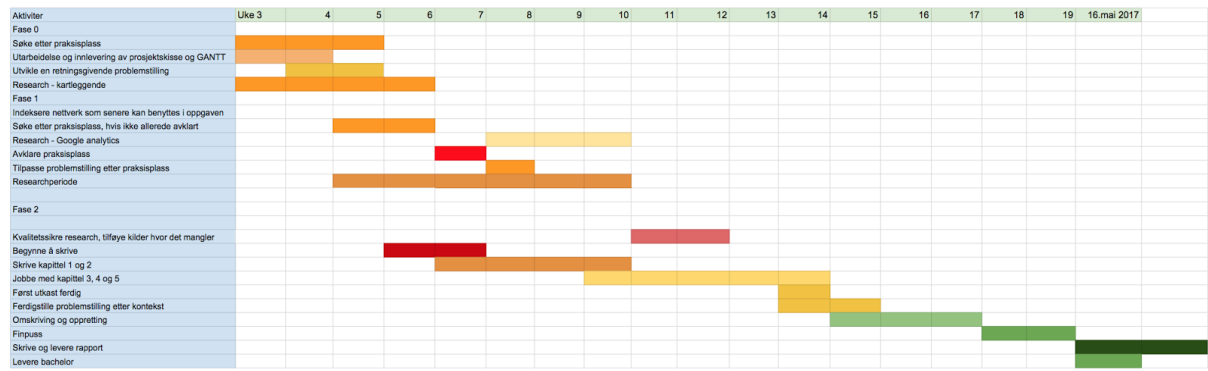 Aktiviter Uke 3 4 5 6 7 8 9 10 11 12 13 14 15 16 17 18 19 16.mai 2017
Fase 0
Søke etter praksisplass
Utarbeidelse og innlevering av prosjektskisse og GANTT
Utvikle en retningsgivende problemstilling
Research - kartleggende
Fase 1
Indeksere nettverk som senere kan benyttes i oppgaven
Søke etter praksisplass, hvis ikke allerede avklart
Research - Google analytics
Avklare praksisplass
Tilpasse problemstilling etter praksisplass
Researchperiode
Fase 2
Kvalitetssikre research, tilføye kilder hvor det mangler
Begynne å skrive
Skrive kapittel 1 og 2
Jobbe med kapittel 3, 4 og 5
Først utkast ferdig
Ferdigstille problemstilling etter kontekst
Omskriving og oppretting
Finpuss
Skrive og levere rapport
Levere bachelor